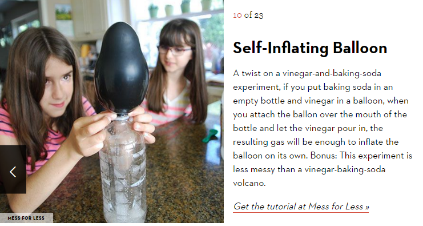 10 of 23
Self-Inflating Balloon
A twist on a vinegar-and-baking-soda
experiment, if you put baking soda in an
empty bottle and vinegar in a balloon, when
you attach the ballon over the mouth of the
bottle and let the vinegar pour in, the
resulting gas will be enough to inflate the
balloon on its own. Bonus: This experiment is
less messy than a vinegar-baking-soda
volcano.
Get the tutorial at Mess for Less »
MESS FOR LESS